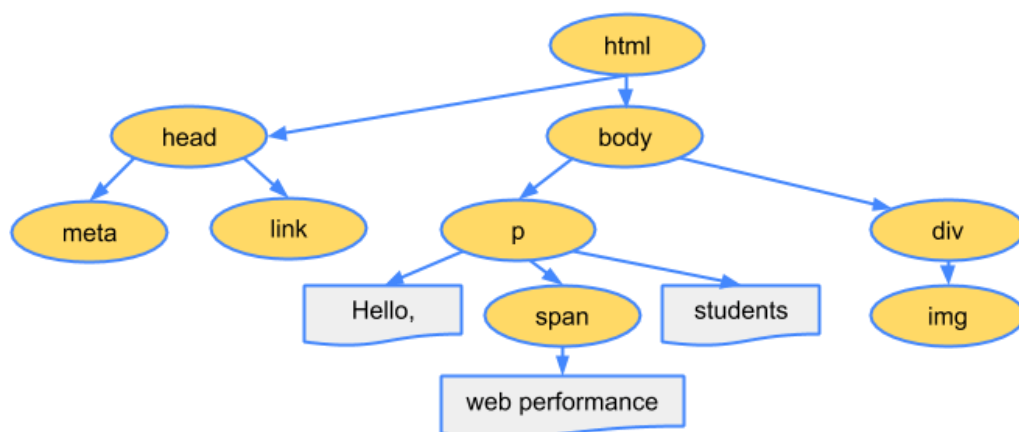 html
head
body
meta
link
p
div
Hello,
span
students
img
web performance